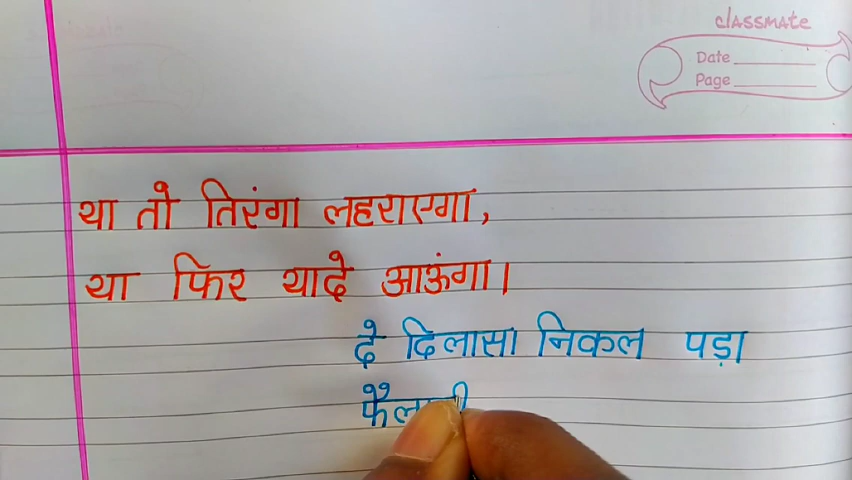 classmate
Date
Page
था तो तिरंगा लहराएगा,
था फिर यादे आऊंगा।
दे दिलासा निकल पड़ा